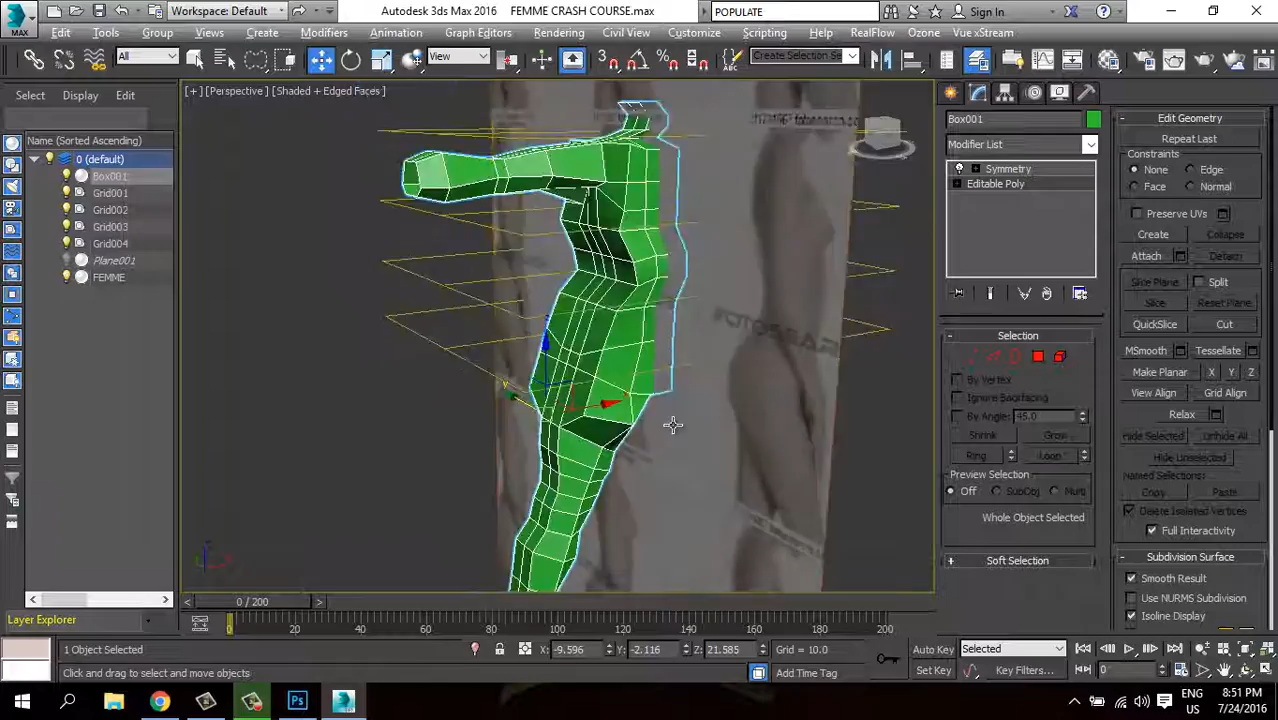 MAX
Workspace: Default
Autodesk 3ds Max 2016
FEMME CRASH COURSE.max
POPULATE
Sign In
Edit
Tools
Group
Views
Create
Modifiers
Animation
Graph Editors
Rendering
Civil View
Customize
Scripting
Help
RealFlow
Ozone
Vue xStream
All
View
Create Selection Se
Select
Display
Edit
Name (Sorted Ascending)
0 (default)
Box001
Grid001
Grid002
Grid003
Grid004
Plane001
FEMME
Layer Explorer
[+] [Perspective] [Shaded + Edged Faces]
0 / 200
0
20
40
60
80
100
120
140
160
180
200
Box001
Modifier List
Symmetry
Editable Poly
Selection
By Vertex
Ignore Backfacing
By Angle: 45.0
Shrink
Grow
Ring
Loop
Preview Selection
Off
SubObj
Multi
Whole Object Selected
Soft Selection
Edit Geometry
Repeat Last
Constraints
None
Edge
Face
Normal
Preserve UVs
Create
Collapse
Attach
Detach
Slice Plane
Split
Slice
Reset Plane
QuickSlice
Cut
MSmooth
Tessellate
Make Planar
X
Y
Z
View Align
Grid Align
Relax
Hide Selected
Unhide All
Hide Unselected
Named Selections:
Copy
Paste
Delete Isolated Vertices
Full Interactivity
Subdivision Surface
Smooth Result
Use NURMS Subdivision
Isoline Display
1 Object Selected
X: -9.596
Y: -2.116
Z: 21.585
Grid = 10.0
Click and drag to select and move objects
Add Time Tag
Auto Key
Selected
Set Key
Key Filters...
0
ENG
US
8:51 PM
7/24/2016